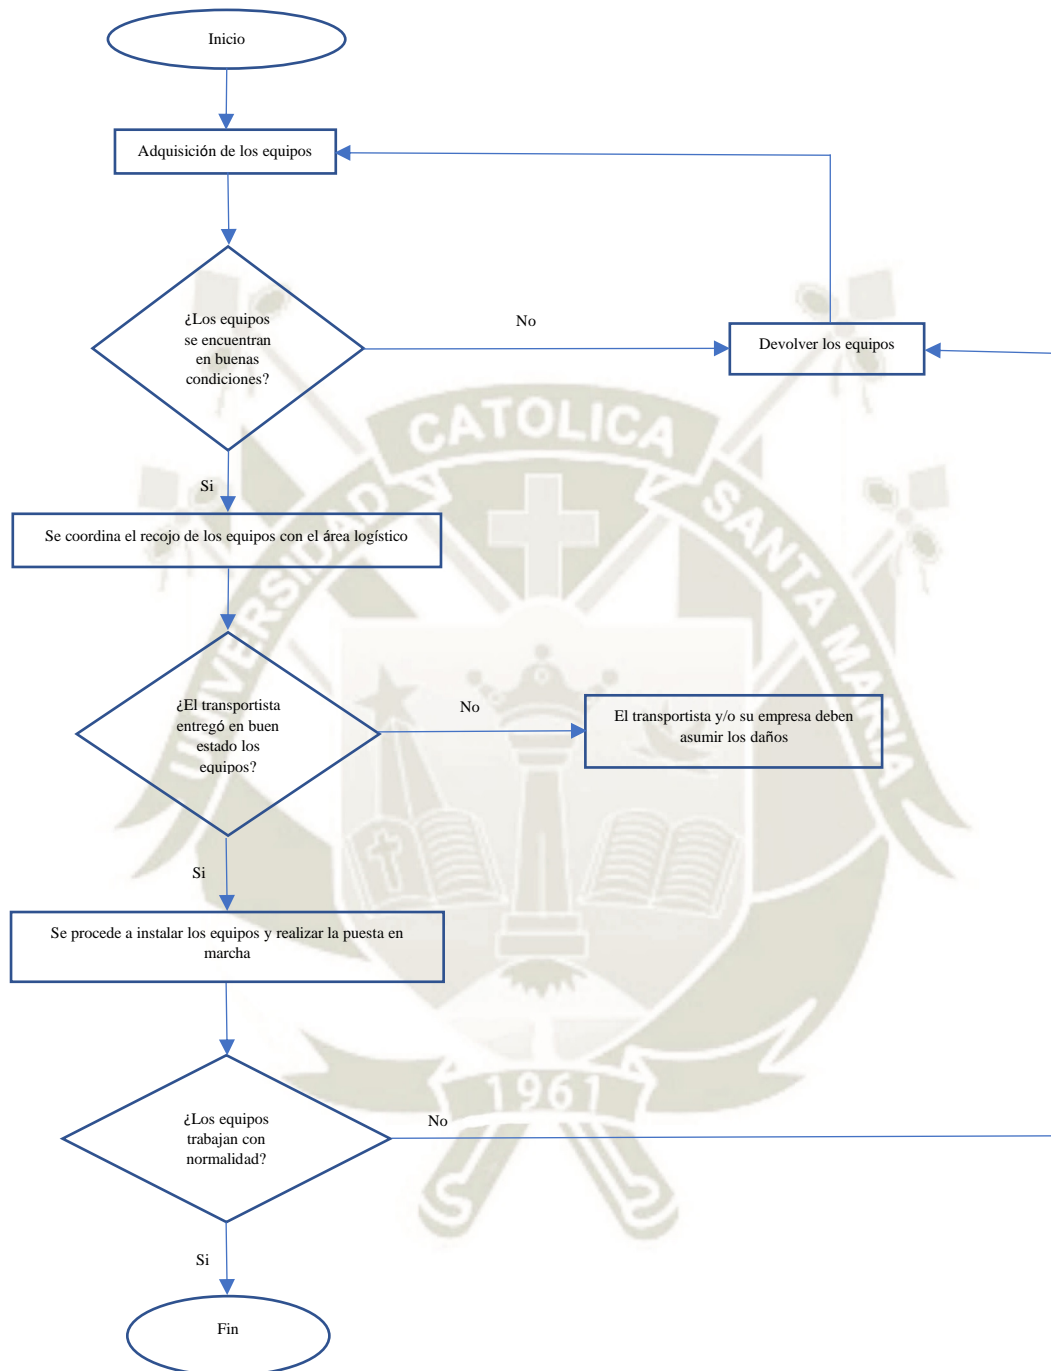 Inicio
Adquisición de los equipos
¿Los equipos
se encuentran
en buenas
condiciones?
No
Devolver los equipos
Si
Se coordina el recojo de los equipos con el área logístico
¿El transportista
entregó en buen
estado los
equipos?
No
El transportista y/o su empresa deben
asumir los daños
Si
Se procede a instalar los equipos y realizar la puesta en
marcha
¿Los equipos
trabajan con
normalidad?
No
Si
Fin
UNIVERSIDAD CATOLICA SANTA MARIA
1961